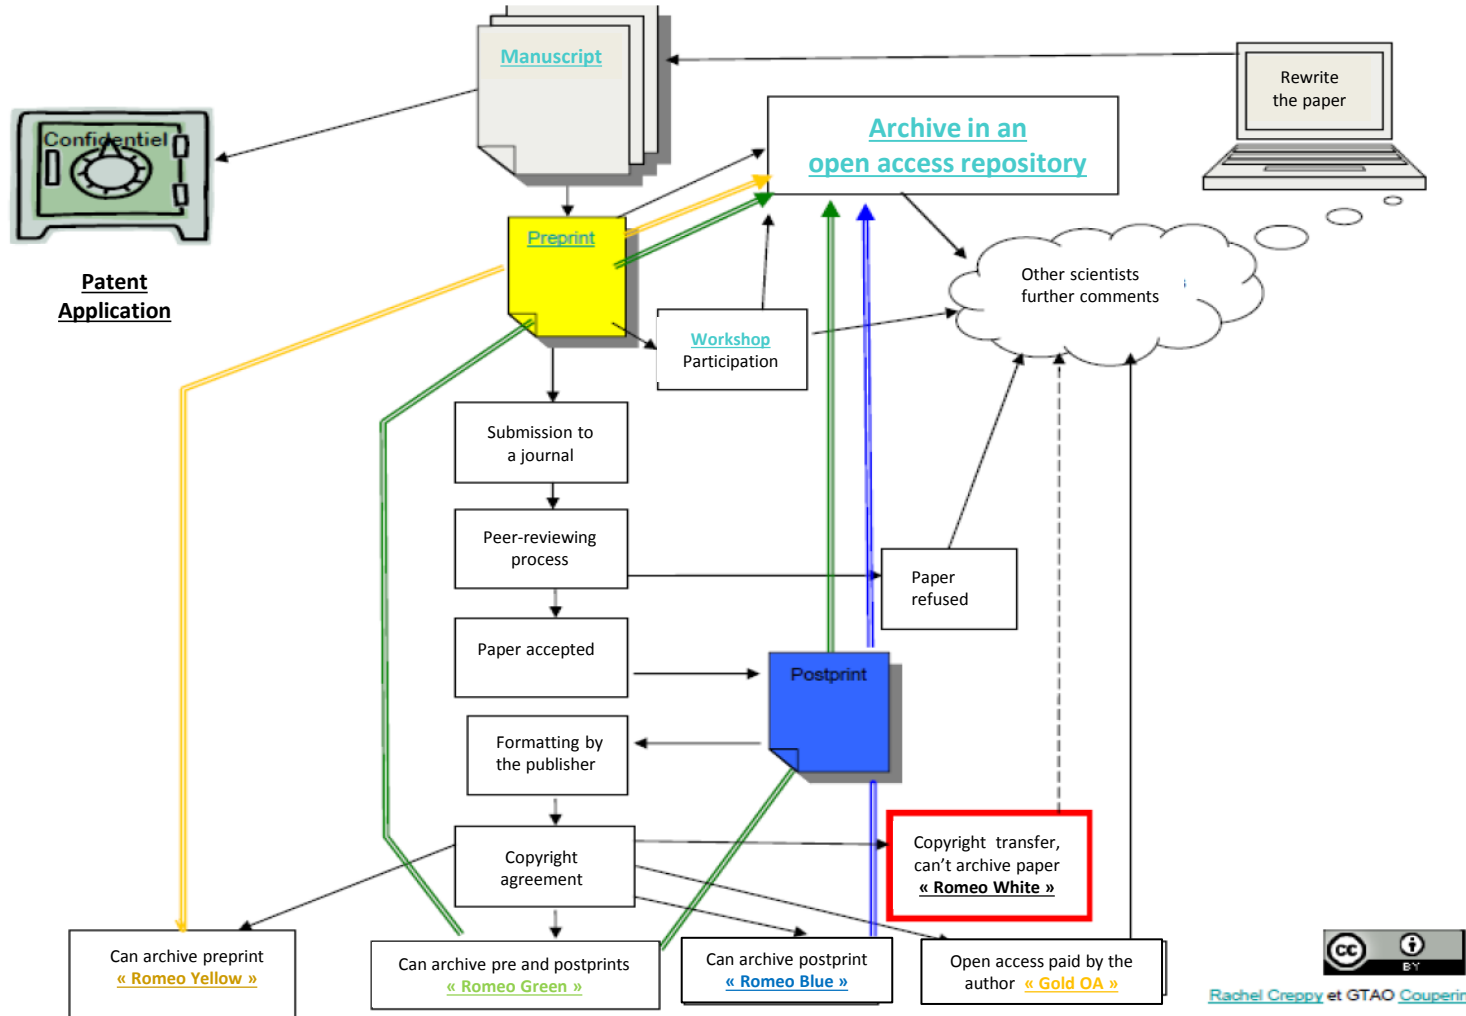 Manuscript
Rewrite
the paper
Confidentiel
Archive in an
open access repository
Preprint
Patent
Application
Other scientists
further comments
Workshop
Participation
Submission to
a journal
Peer-reviewing
process
Paper
refused
Paper accepted
Postprint
Formatting by
the publisher
Copyright
agreement
Copyright transfer,
can't archive paper
« Romeo White »
Can archive preprint
« Romeo Yellow »
Can archive pre and postprints
« Romeo Green »
Can archive postprint
« Romeo Blue »
Open access paid by the
author « Gold OA »
cc
BY
Rachel Creppy et GTAO Couperin